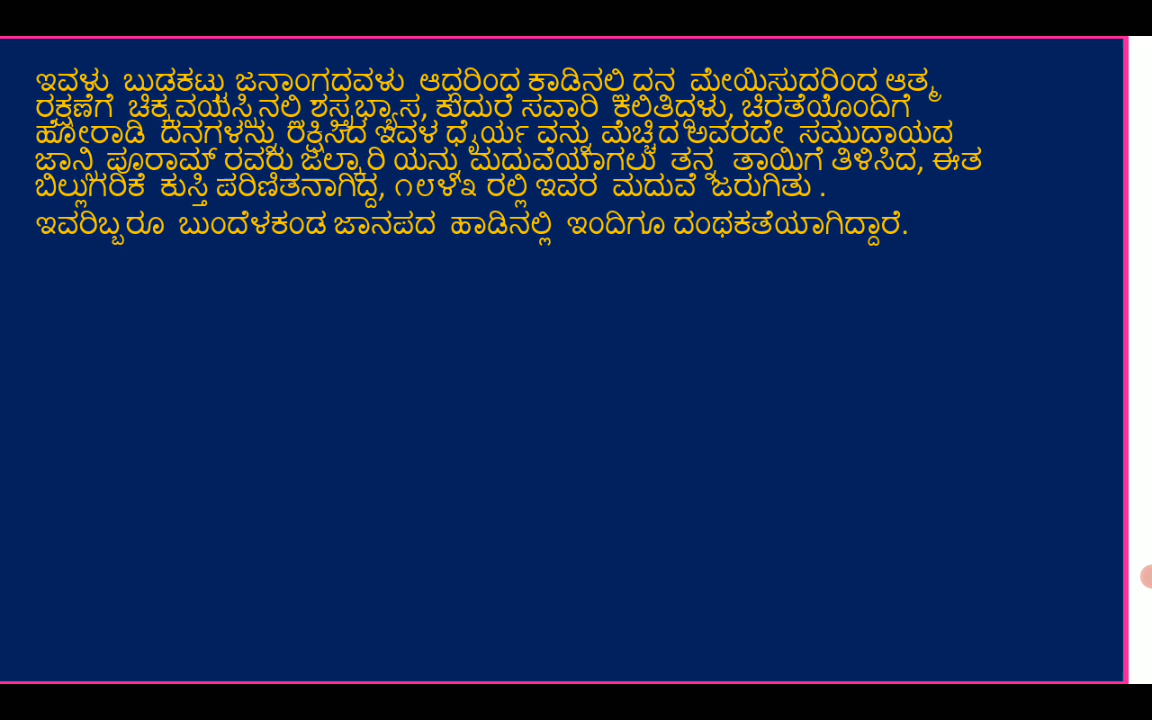 ಇವಳು ಬುಡಕಟ್ಟು ಜನಾಂಗದವಳು ಆದ್ದರಿಂದ ಕಾಡಿನಲ್ಲಿ ದನ ಮೇಯಿಸುದರಿಂದ ಆತ್ಮ
ರಕ್ಷಣೆಗೆ ಚಿಕ್ಕವಯಸ್ಸಿನಲ್ಲಿ ಶಸ್ತ್ರಭ್ಯಾಸ, ಕುದುರೆ ಸವಾರಿ ಕಲಿತಿದ್ದಳು, ಚಿರತೆಯೊಂದಿಗೆ
ಹೋರಾಡಿ ದನಗಳನ್ನು ರಕ್ಷಿಸಿದ ಇವಳ ಧೈರ್ಯ ವನ್ನು ಮೆಚ್ಚಿದ ಅವರದೇ ಸಮುದಾಯದ
ಜಾನ್ಸಿ ಪೂರಾಮ್ ರವರು ಜಲ್ಕಾರಿ ಯನ್ನು ಮದುವೆಯಾಗಲು ತನ್ನ ತಾಯಿಗೆ ತಿಳಿಸಿದ, ಈತ
ಬಿಲ್ಲುಗರಿಕೆ ಕುಸ್ತಿ ಪರಿಣಿತನಾಗಿದ್ದ, ೧೮೪೩ ರಲ್ಲಿ ಇವರ ಮದುವೆ ಜರುಗಿತು .
ಇವರಿಬ್ಬರೂ ಬುಂದೆಳಕಂಡ ಜಾನಪದ ಹಾಡಿನಲ್ಲಿ ಇಂದಿಗೂ ದಂಥಕತೆಯಾಗಿದ್ದಾರೆ.